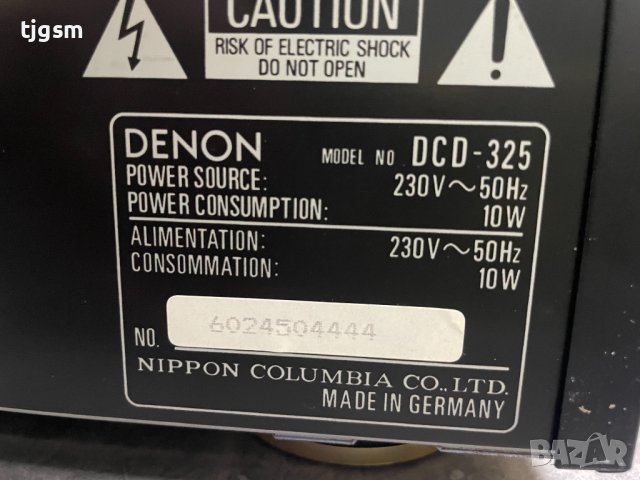 tjgsm
CAUTION
RISK OF ELECTRIC SHOCK
DO NOT OPEN
DENON MODEL NO DCD-325
POWER SOURCE: 230V~50Hz
POWER CONSUMPTION: 10W
ALIMENTATION: 230V~50Hz
CONSOMMATION: 10W
NO. 6024504444
NIPPON COLUMBIA CO., LTD.
MADE IN GERMANY
BAZAR